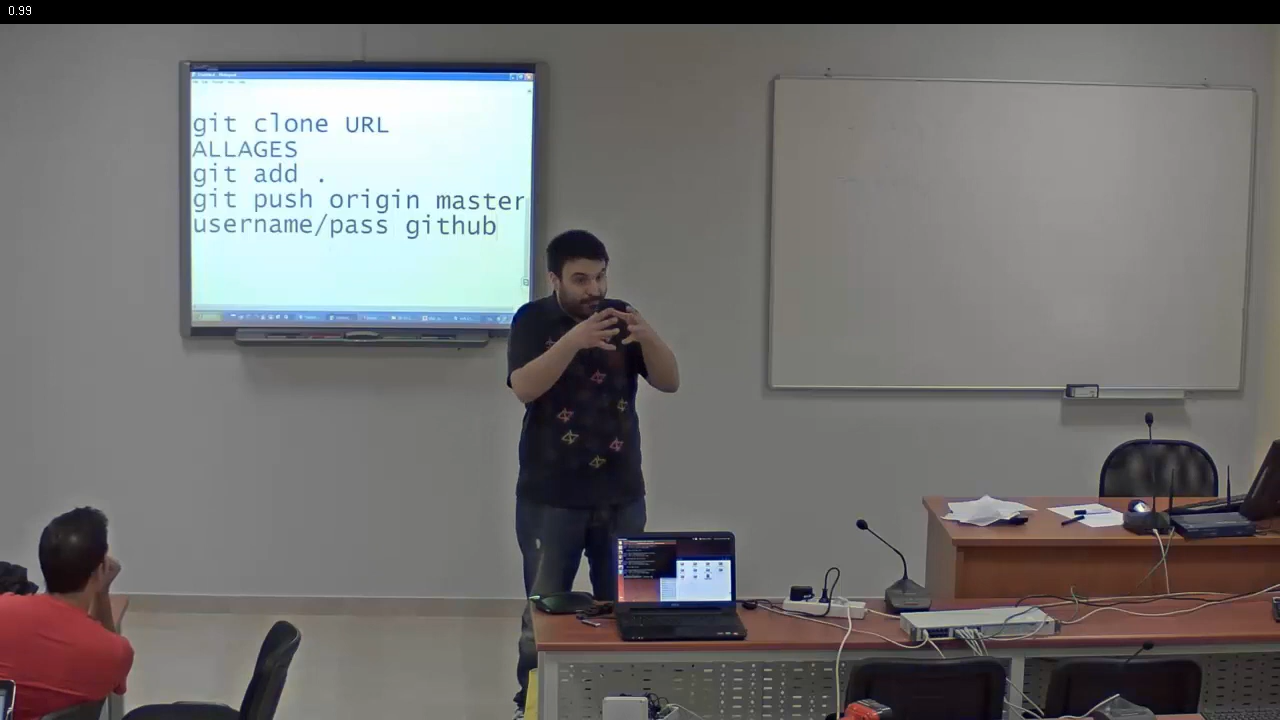 0.99
git clone URL
ALLAGES
git add .
git push origin master
username/pass github